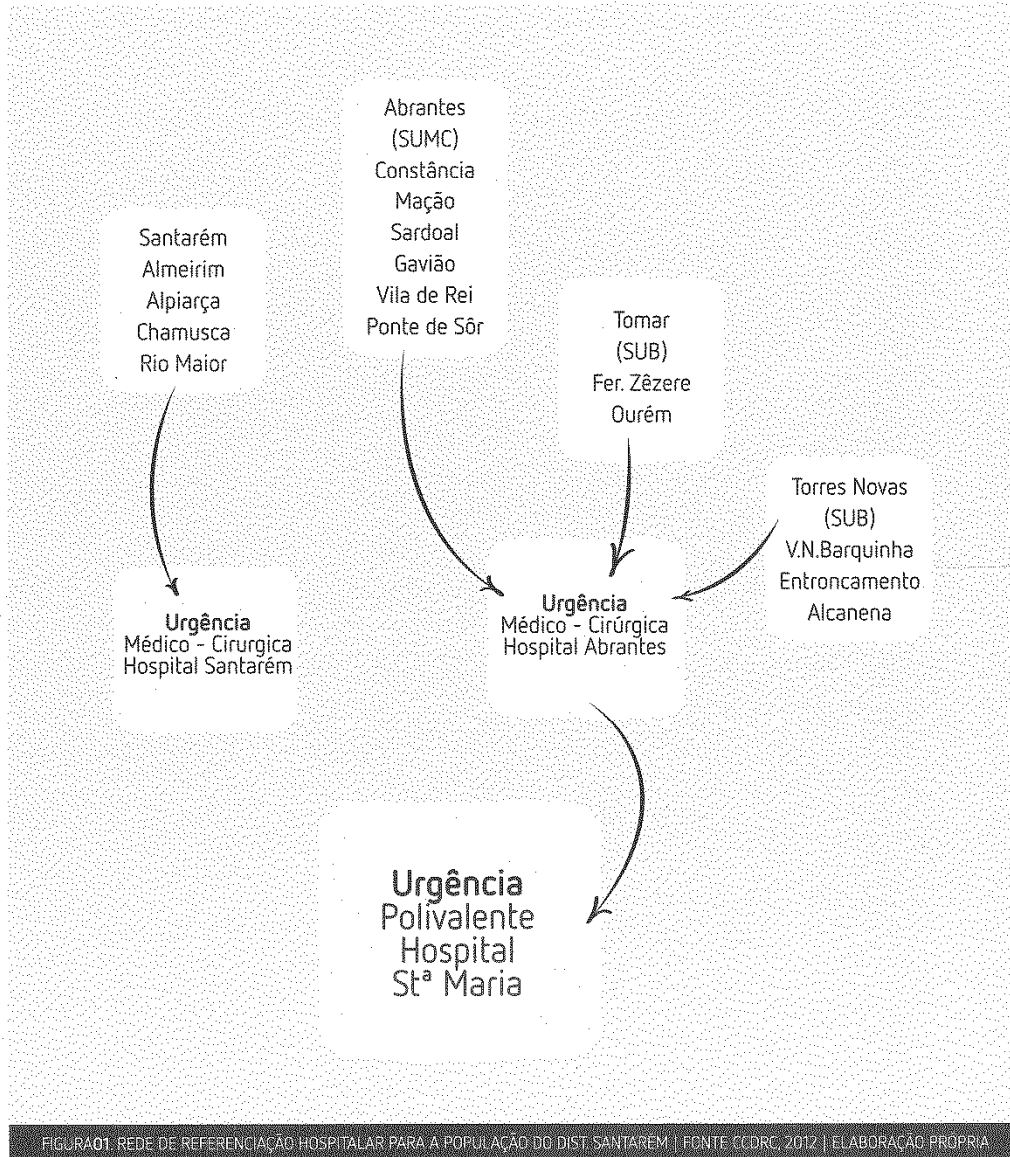 Abrantes
(SUMC)
Constância
Mação
Sardoal
Gavião
Vila de Rei
Ponte de Sôr
Santarém
Almeirim
Alpiarça
Chamusca
Rio Maior
Tomar
(SUB)
Fer. Zêzere
Ourém
Torres Novas
(SUB)
V.N.Barquinha
Entroncamento
Alcanena
Urgência
Médico - Cirurgica
Hospital Santarém
Urgência
Médico - Cirúrgica
Hospital Abrantes
Urgência
Polivalente
Hospital
Stª Maria
FIGURA01. REDE DE REFERENCIAÇÃO HOSPITALAR PARA A POPULAÇÃO DO DIST. SANTARÉM | FONTE CCDRC, 2012 | ELABORAÇÃO PRÓPRIA